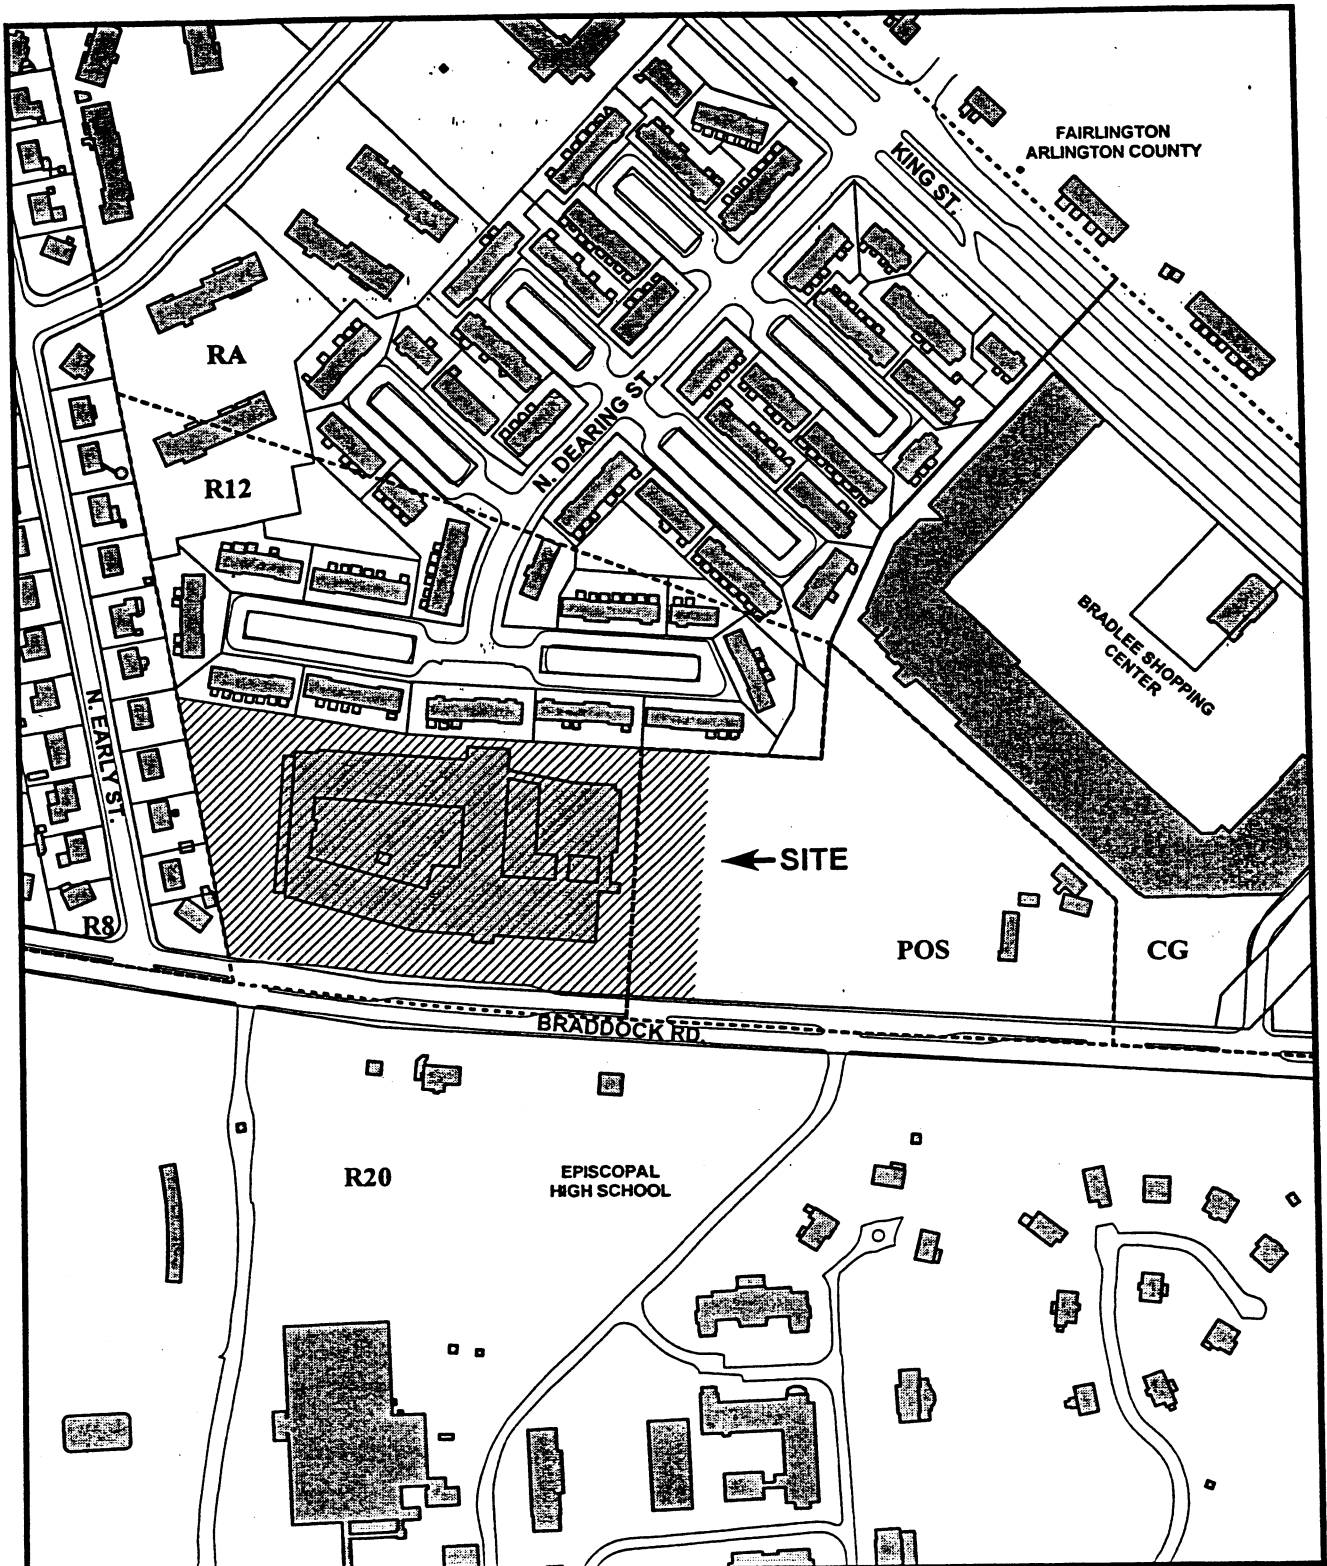 FAIRLINGTON
ARLINGTON COUNTY
KING ST.
RA
N. DEARING ST.
R12
BRADLEE SHOPPING
CENTER
N. EARLY ST.
SITE
R8
POS
CG
BRADDOCK RD.
R20
EPISCOPAL
HIGH SCHOOL